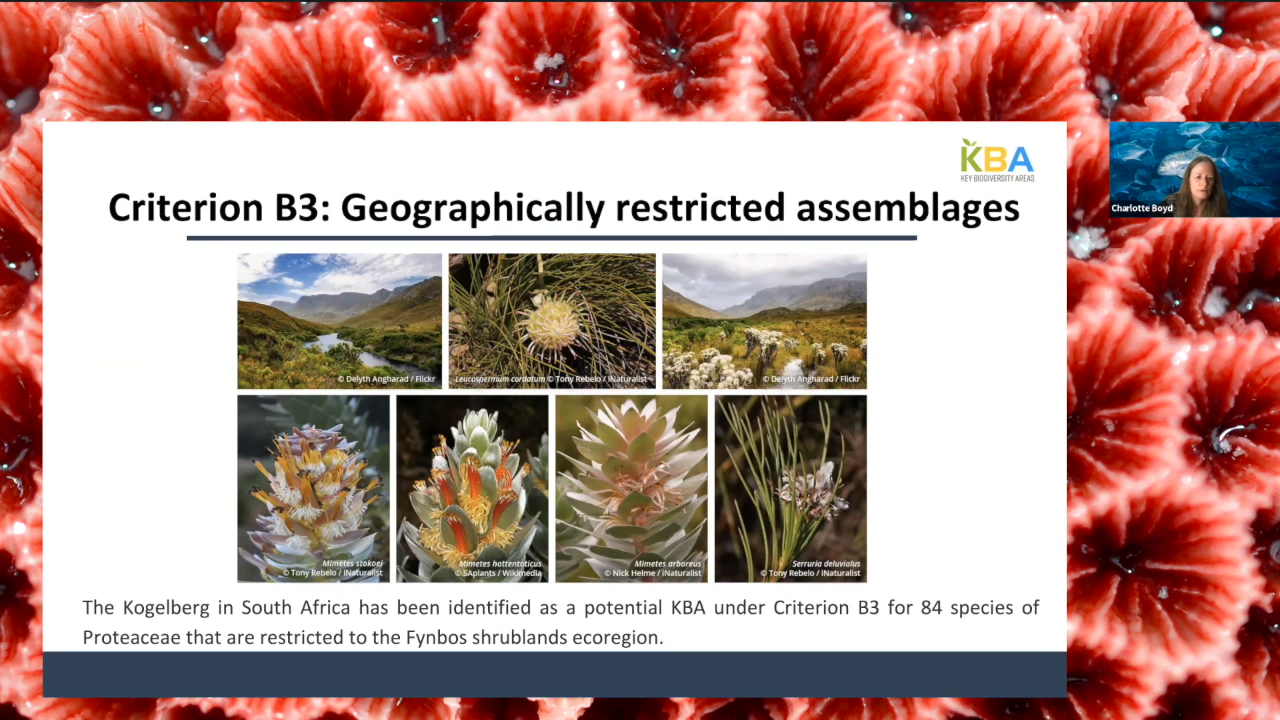 KBA
KEY BIODIVERSITY AREAS
Criterion B3: Geographically restricted assemblages
Charlotte Boyd
© Delyth Angharad / Flickr
Leucospermum cordatum © Tony Rebelo / iNaturalist
© Delyth Angharad / Flickr
Mimetes stokoei
© Tony Rebelo / iNaturalist
Mimetes hottentoticus
© SAplants / Wikimedia
Mimetes arboreus
© Nick Helme / iNaturalist
Serruria deluvialus
© Tony Rebelo / iNaturalist
The Kogelberg in South Africa has been identified as a potential KBA under Criterion B3 for 84 species of
Proteaceae that are restricted to the Fynbos shrublands ecoregion.